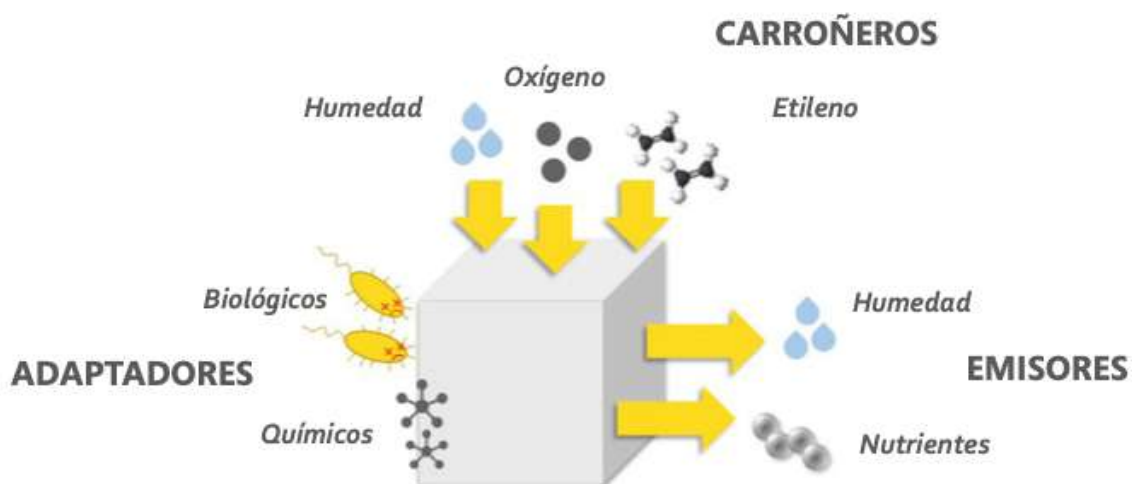 CARROÑEROS
Oxígeno
Humedad
Etileno
Biológicos
Humedad
ADAPTADORES
EMISORES
Químicos
Nutrientes